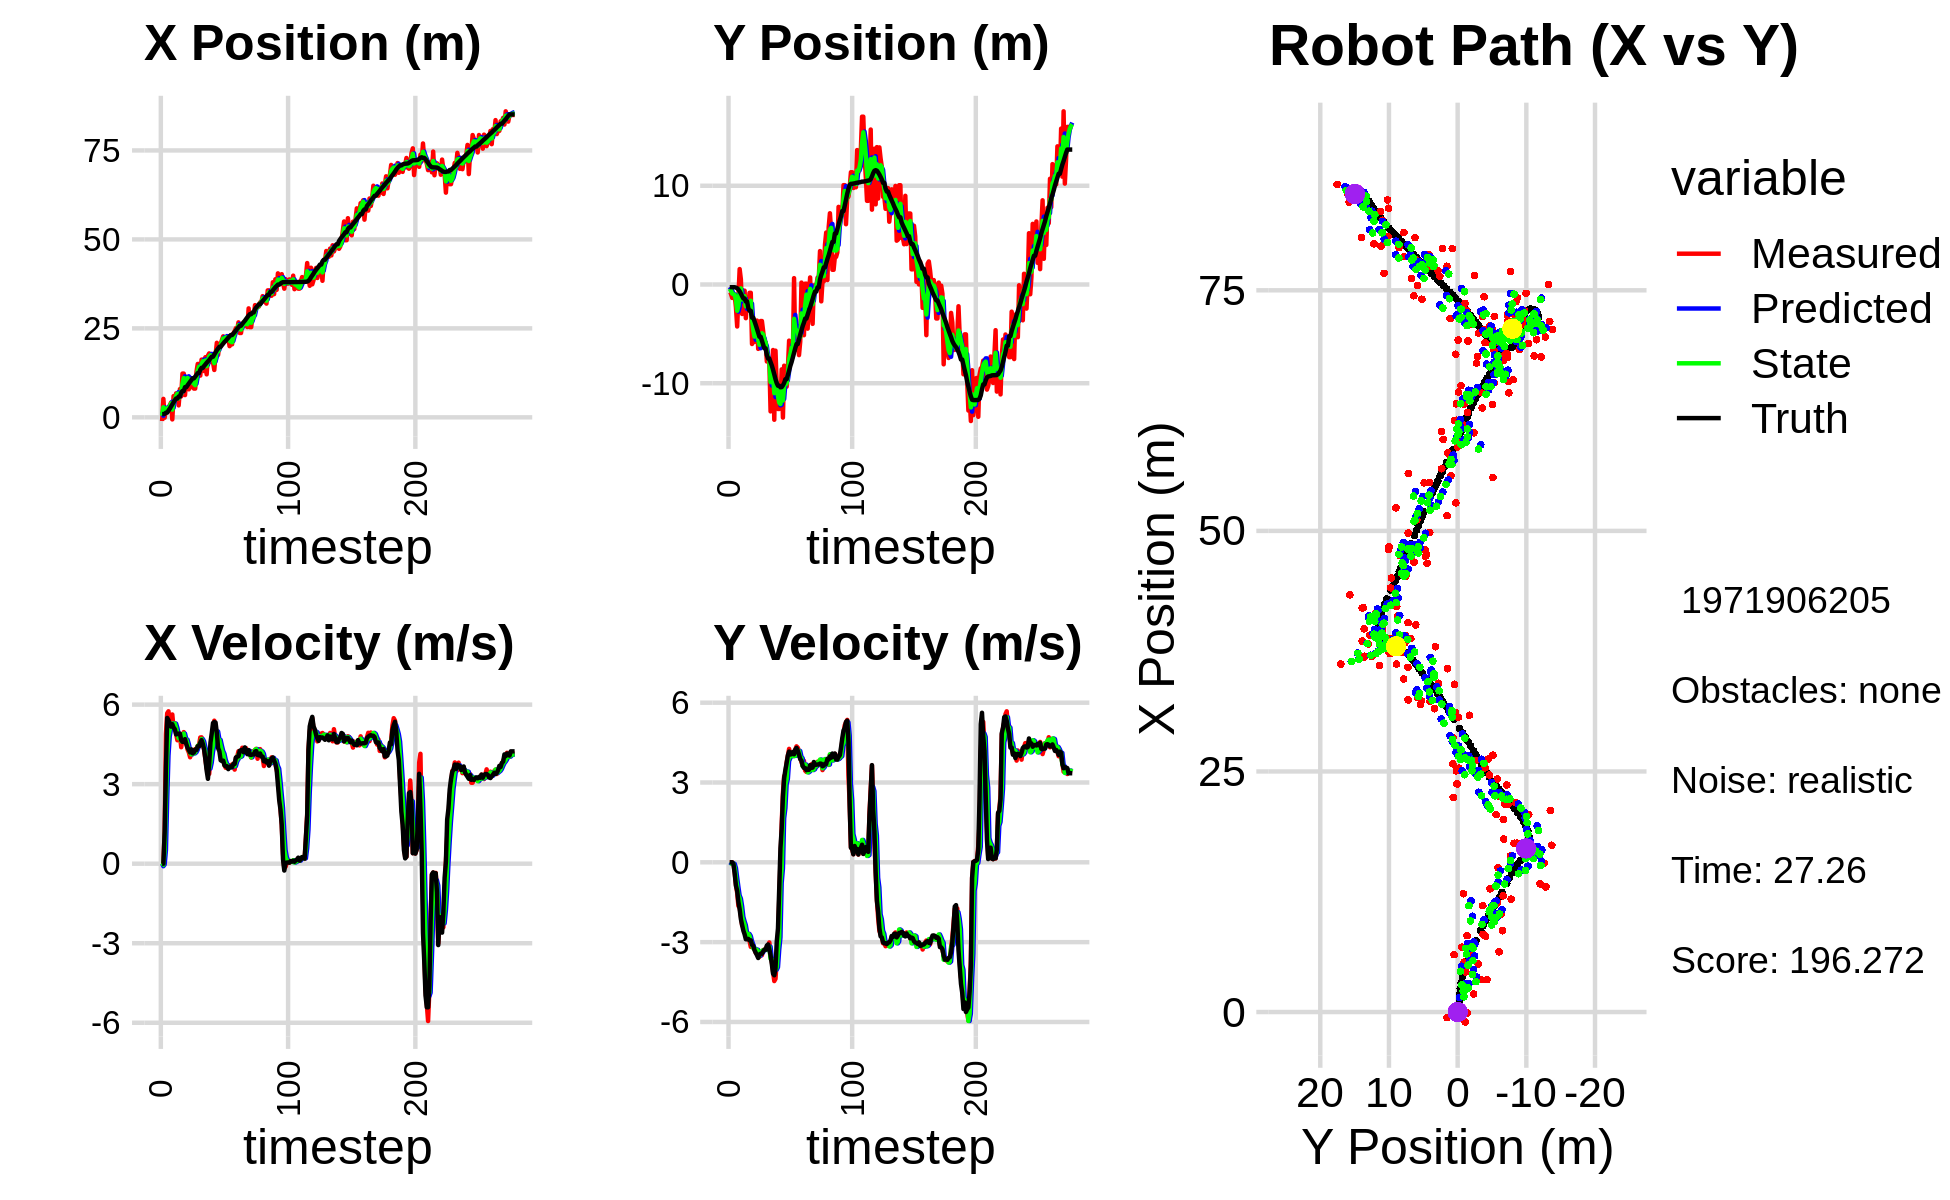 X Position (m)
75
50
25
0
0
100
200
timestep
Y Position (m)
10
0
-10
0
100
200
timestep
X Velocity (m/s)
6
3
0
-3
-6
0
100
200
timestep
Y Velocity (m/s)
6
3
0
-3
-6
0
100
200
timestep
Robot Path (X vs Y)
X Position (m)
75
50
25
0
20 10 0 -10 -20
Y Position (m)
variable
Measured
Predicted
State
Truth
1971906205
Obstacles: none
Noise: realistic
Time: 27.26
Score: 196.272